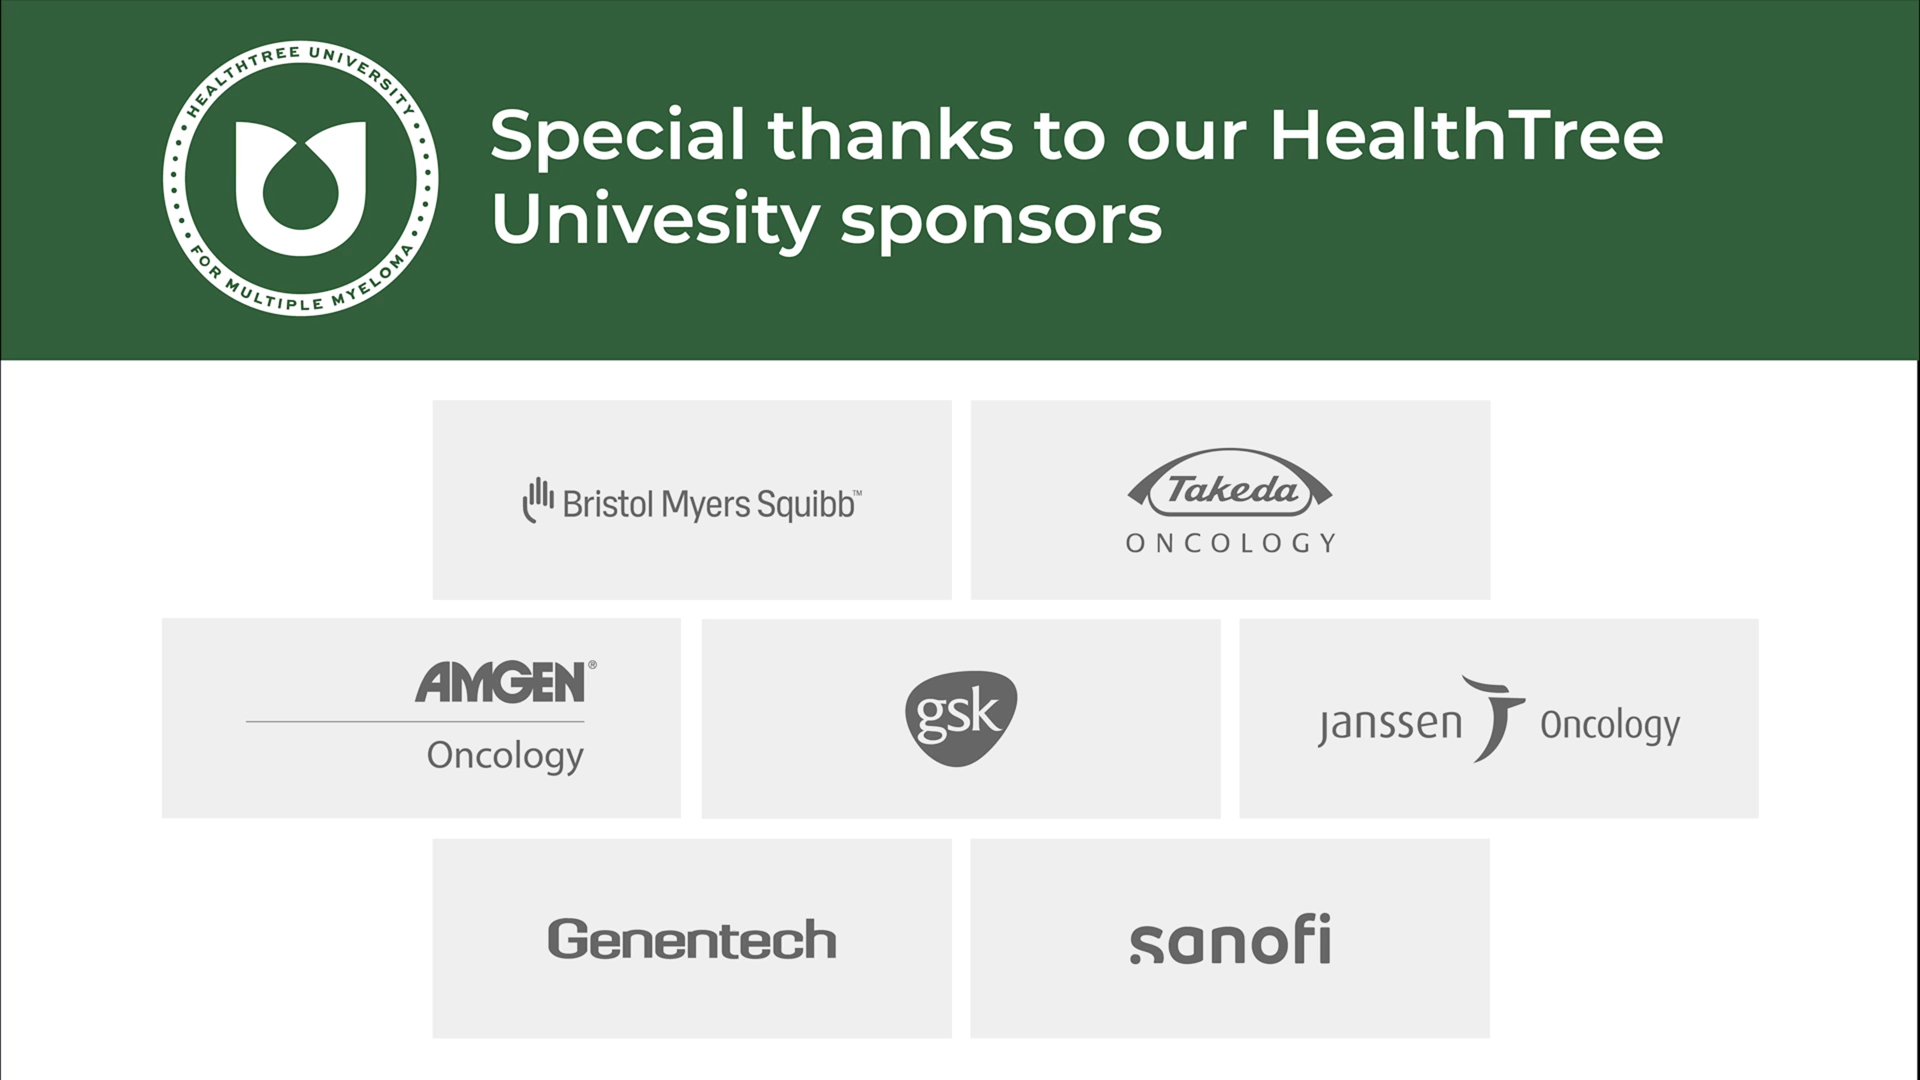 HEALTHTREE UNIVERSITY
FOR MULTIPLE MYELOMA
Special thanks to our HealthTree
Univesity sponsors
Bristol Myers Squibb™
Takeda
ONCOLOGY
AMGEN®
Oncology
gsk
janssen Oncology
Genentech
sanofi